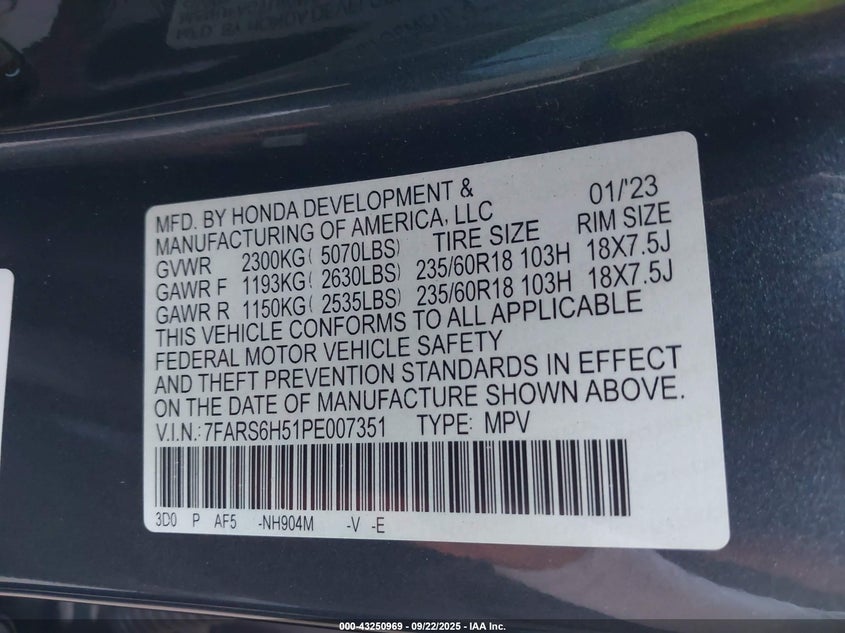 MFD. BY HONDA DEVELOPMENT & 01/'23
MANUFACTURING OF AMERICA, LLC
TIRE SIZE RIM SIZE
GVWR 2300KG( 5070LBS)
GAWR F 1193KG( 2630LBS) 235/60R18 103H 18X7.5J
GAWR R 1150KG( 2535LBS) 235/60R18 103H 18X7.5J
THIS VEHICLE CONFORMS TO ALL APPLICABLE
FEDERAL MOTOR VEHICLE SAFETY
AND THEFT PREVENTION STANDARDS IN EFFECT
ON THE DATE OF MANUFACTURE SHOWN ABOVE.
V.I.N.:7FARS6H51PE007351 TYPE: MPV
3D0 P AF5 -NH904M -V -E
000-43250969 - 09/22/2025 - IAA Inc.